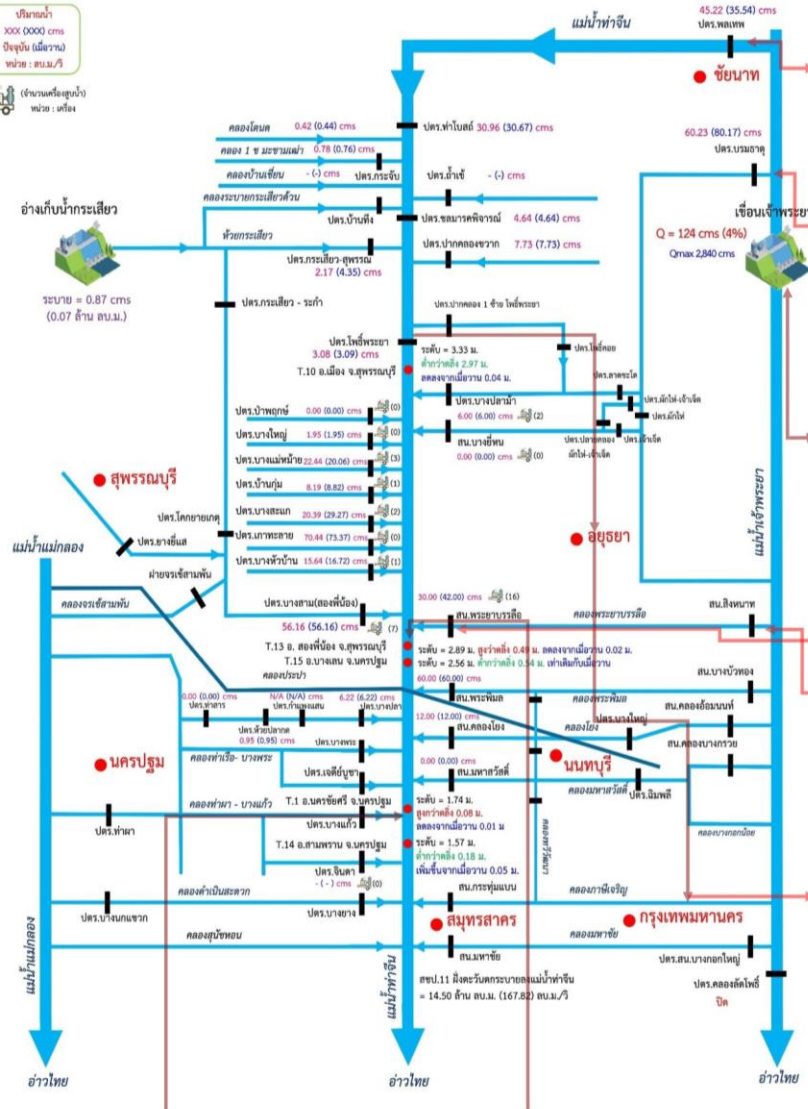 ปริมาณน้ำ
XXX (XXX) cms
ปัจจุบัน (เมื่อวาน)
หน่วย : ลบ.ม./วิ
(จำนวนเครื่องสูบน้ำ)
หน่วย : เครื่อง
แม่น้ำท่าจีน
45.22 (35.54) cms
ปตร.พลเทพ
ชัยนาท
คลองโดนด 0.42 (0.44) cms
ปตร.ท่าโบสถ์ 30.96 (30.67) cms
60.23 (80.17) cms
ปตร.บรมธาตุ
คลอง 1 ข มะขามเฒ่า 0.78 (0.76) cms
ปตร.กระจับ
คลองบ้านเชี่ยน - (-) cms
ปตร.ถ้ำเข้ - (-) cms
คลองระบายกระเสียวด้วน
ปตร.บ้านทึง
ปตร.ชลมารคพิจารณ์ 4.64 (4.64) cms
อ่างเก็บน้ำกระเสียว
ห้วยกระเสียว
เขื่อนเจ้าพระยา
Q = 124 cms (4%)
Qmax 2,840 cms
ปตร.กระเสียว-สุพรรณ
2.17 (4.35) cms
ปตร.ปากคลองขวาก 7.73 (7.73) cms
ระบาย = 0.87 cms
(0.07 ล้าน ลบ.ม.)
ปตร.กระเสียว - ระกำ
ปตร.ปากคลอง 1 ซ้าย โพธิ์พระยา
ปตร.โพธิ์พระยา
3.08 (3.09) cms
T.10 อ.เมือง จ.สุพรรณบุรี
ระดับ = 3.33 ม.
ต่ำกว่าตลิ่ง 2.97 ม.
ลดลงจากเมื่อวาน 0.04 ม.
ปตร.โพธิ์คอย
ปตร.ลาดชะโด
ปตร.ผักไห่-เจ้าเจ็ด
ปตร.ผักไห่
ปตร.บางปลาม้า
6.00 (6.00) cms (2)
ปตร.ปลายคลอง
ผักไห่-เจ้าเจ็ด
ปตร.เจ้าเจ็ด
สน.บางยี่หน
0.00 (0.00) cms (0)
ปตร.ป่าพฤกษ์ 0.00 (0.00) cms (0)
ปตร.บางใหญ่ 1.95 (1.95) cms (0)
ปตร.บางแม่หม้าย 22.44 (20.06) cms (3)
ปตร.บ้านกุ่ม 8.19 (8.82) cms (1)
ปตร.บางสะแก 20.39 (29.27) cms (2)
ปตร.เภาทะลาย 70.44 (73.37) cms (0)
ปตร.บางหัวบ้าน 15.64 (16.72) cms (1)
สุพรรณบุรี
ปตร.โคกยายเกตุ
ปตร.ยางยี่แส
อยุธยา
แม่น้ำเจ้าพระยา
แม่น้ำแม่กลอง
ฝายจรเข้สามพัน
คลองจรเข้สามพัน
ปตร.บางสาม(สองพี่น้อง)
56.16 (56.16) cms (7)
30.00 (42.00) cms (16)
สน.พระยาบรรลือ
คลองพระยาบรรลือ
สน.สิงหนาท
T.13 อ. สองพี่น้อง จ.สุพรรณบุรี
ระดับ = 2.89 ม. สูงว่าตลิ่ง 0.49 ม. ลดลงจากเมื่อวาน 0.02 ม.
T.15 อ.บางเลน จ.นครปฐม
ระดับ = 2.56 ม. ต่ำกว่าตลิ่ง 0.54 ม. เท่าเดิมกับเมื่อวาน
คลองประปา
60.00 (60.00) cms
สน.พระพิมล
คลองพระพิมล
สน.บางบัวทอง
0.00 (0.00) cms
ปตร.ท่าสาร
N/A (N/A) cms
ปตร.กำแพงแสน
6.22 (6.22) cms
ปตร.บางปลา
ปตร.ห้วยปลากด
12.00 (12.00) cms
สน.คลองโยง
คลองโยง
ปตร.บางใหญ่
สน.คลองอ้อมนนท์
สน.คลองบางกรวย
0.95 (0.95) cms
ปตร.บางพระ
คลองท่าเรือ- บางพระ
นครปฐม
ปตร.เจดีย์บูชา
0.00 (0.00) cms
สน.มหาสวัสดิ์
คลองมหาสวัสดิ์
นนทบุรี
ปตร.ฉิมพลี
คลองท่าผา - บางแก้ว
ปตร.ท่าผา
T.1 อ.นครชัยศรี จ.นครปฐม
ปตร.บางแก้ว
ระดับ = 1.74 ม.
สูงกว่าตลิ่ง 0.08 ม.
ลดลงจากเมื่อวาน 0.01 ม
คลองทวีวัฒนา
คลองบางกอกน้อย
T.14 อ.สามพราน จ.นครปฐม
ปตร.จินดา
- (-) cms (0)
ระดับ = 1.57 ม.
ต่ำกว่าตลิ่ง 0.18 ม.
เพิ่มขึ้นจากเมื่อวาน 0.05 ม.
คลองดำเนินสะดวก
ปตร.บางนกแขวก
ปตร.บางยาง
สน.กระทุ่มแบน
คลองภาษีเจริญ
สมุทรสาคร
กรุงเทพมหานคร
คลองสุนัขหอน
สน.มหาชัย
คลองมหาชัย
ปตร.สน.บางกอกใหญ่
แม่น้ำแม่กลอง
แม่น้ำท่าจีน
สชป.11 ฝั่งตะวันตกระบายลงแม่น้ำท่าจีน
= 14.50 ล้าน ลบ.ม. (167.82) ลบ.ม./วิ
ปตร.คลองลัดโพธิ์
ปิด
อ่าวไทย
อ่าวไทย
อ่าวไทย